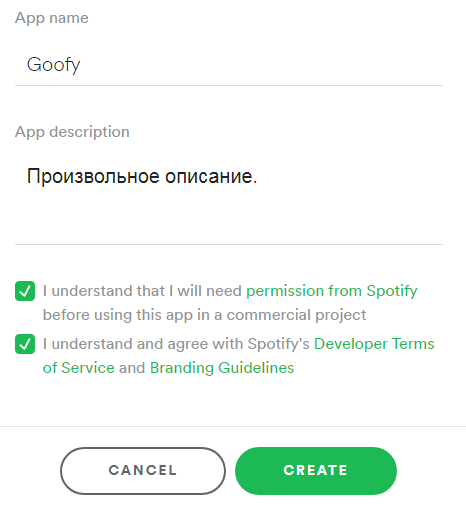 App name
Goofy
App description
Произвольное описание.
I understand that I will need permission from Spotify
before using this app in a commercial project
I understand and agree with Spotify's Developer Terms
of Service and Branding Guidelines
CANCEL
CREATE